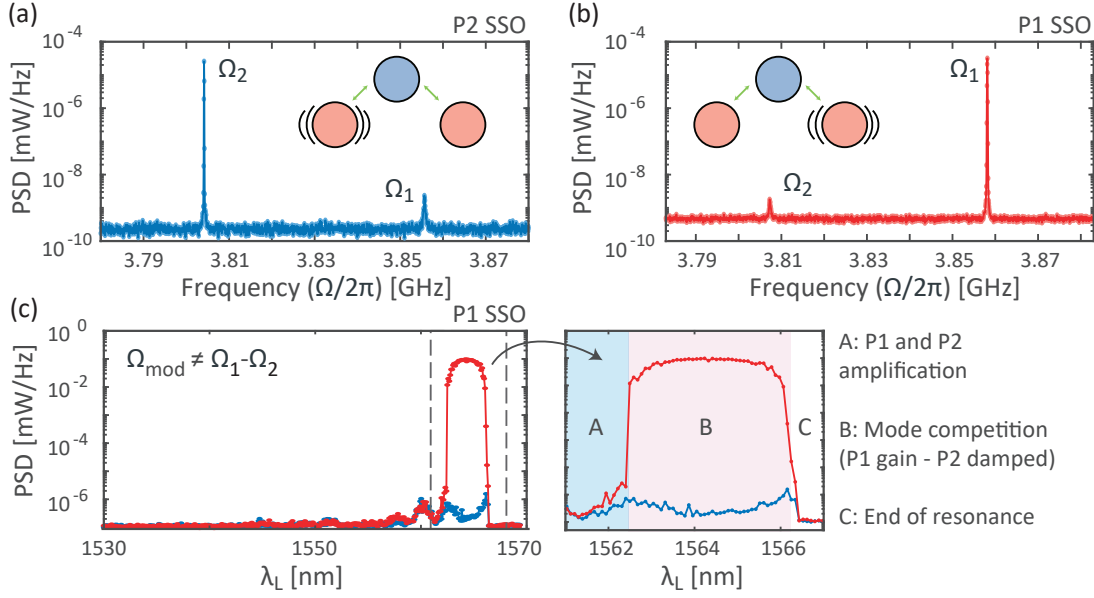 (a)
P2 SSO
PSD [mW/Hz]
10⁻⁴
10⁻⁶
10⁻⁸
10⁻¹⁰
Ω₂
Ω₁
3.79
3.81
3.83
3.85
3.87
Frequency (Ω/2π) [GHz]
(b)
P1 SSO
PSD [mW/Hz]
10⁻⁴
10⁻⁶
10⁻⁸
10⁻¹⁰
Ω₁
Ω₂
3.79
3.81
3.83
3.85
3.87
Frequency (Ω/2π) [GHz]
(c)
P1 SSO
PSD [mW/Hz]
10⁰
10⁻²
10⁻⁴
10⁻⁶
Ωmod ≠ Ω₁-Ω₂
1530
1550
1570
λL [nm]
A
B
C
1562
1564
1566
λL [nm]
A: P1 and P2
amplification
B: Mode competition
(P1 gain - P2 damped)
C: End of resonance